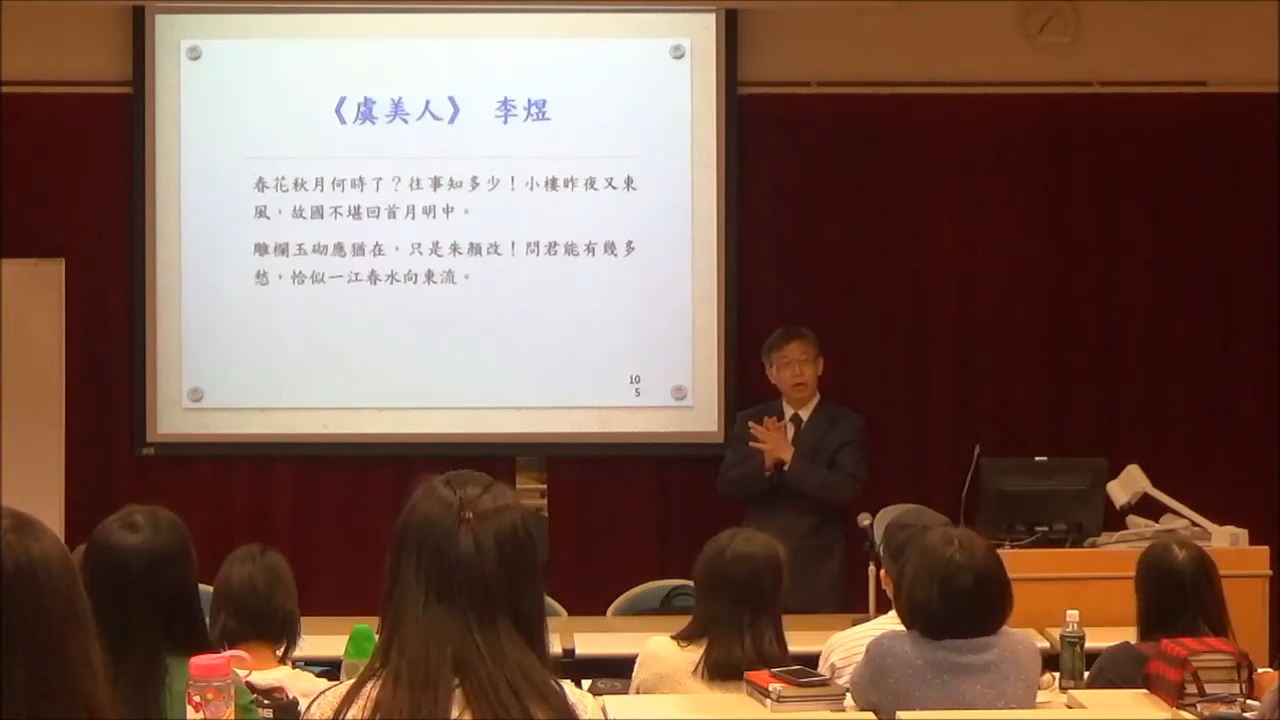 《虞美人》 李煜
春花秋月何時了？往事知多少！小樓昨夜又東
風，故國不堪回首月明中。
雕欄玉砌應猶在，只是朱顏改！問君能有幾多
愁，恰似一江春水向東流。
10
5